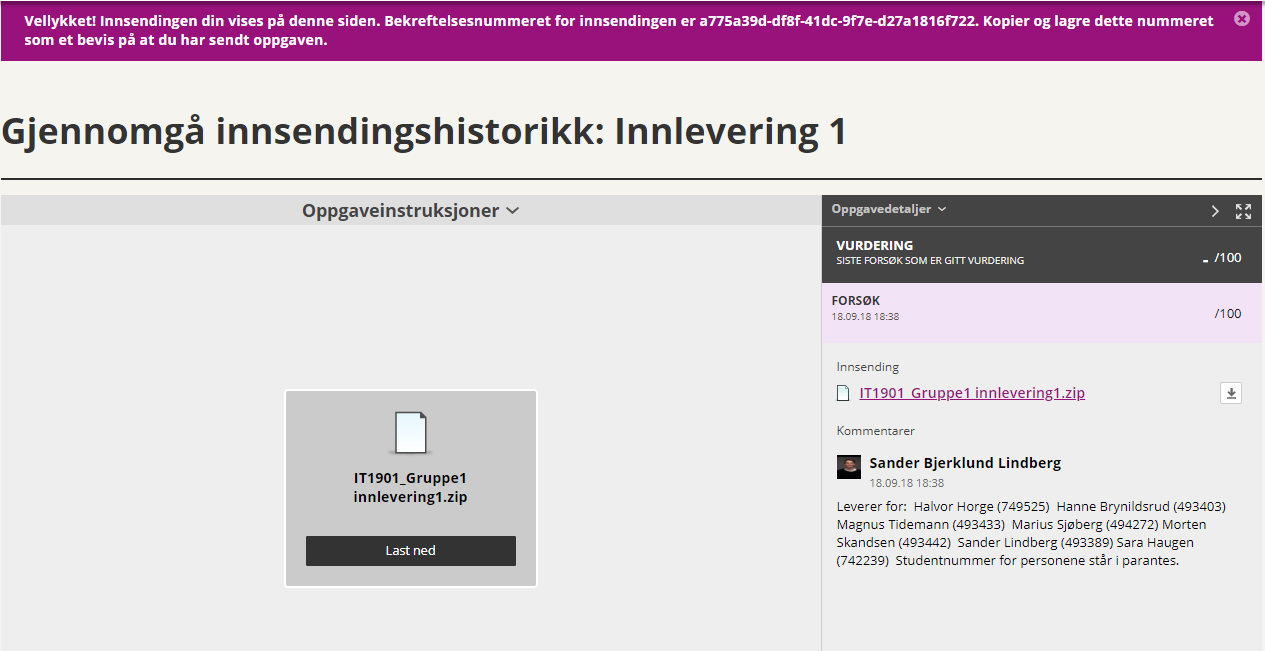 Vellykket! Innsendingen din vises på denne siden. Bekreftelsesnummeret for innsendingen er a775a39d-df8f-41dc-9f7e-d27a1816f722. Kopier og lagre dette nummeret
som et bevis på at du har sendt oppgaven.
Gjennomgå innsendingshistorikk: Innlevering 1
Oppgaveinstruksjoner
IT1901_Gruppe1
innlevering1.zip
Last ned
Oppgavedetaljer
VURDERING
SISTE FORSØK SOM ER GITT VURDERING
- /100
FORSØK
18.09.18 18:38
/100
Innsending
IT1901_Gruppe1 innlevering1.zip
Kommentarer
Sander Bjerklund Lindberg
18.09.18 18:38
Leverer for:  Halvor Horge (749525)  Hanne Brynildsrud (493403)
Magnus Tidemann (493433)  Marius Sjøberg (494272) Morten
Skandsen (493442)  Sander Lindberg (493389) Sara Haugen
(742239)  Studentnummer for personene står i parantes.